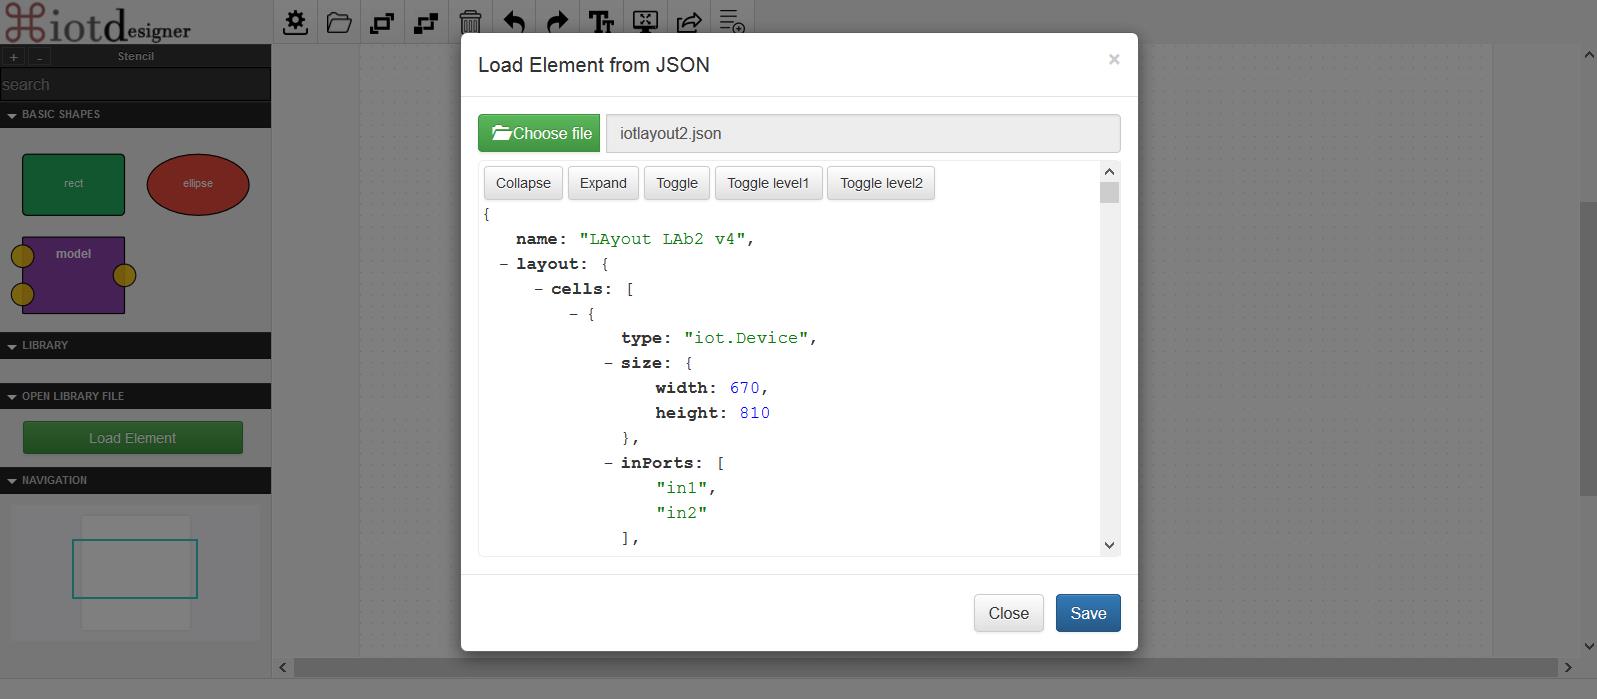 iotdesigner
+ - Stencil
search
BASIC SHAPES
rect ellipse
model
LIBRARY
OPEN LIBRARY FILE
Load Element
NAVIGATION
Load Element from JSON ×
Choose file iotlayout2.json
Collapse Expand Toggle Toggle level1 Toggle level2
{
name: "LAyout LAb2 v4",
- layout: {
- cells: [
- {
type: "iot.Device",
- size: {
width: 670,
height: 810
},
- inPorts: [
"in1",
"in2"
],
Close Save